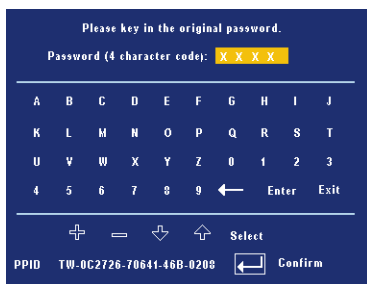 Please key in the original password.
Password (4 character code): X X X X
A B C D E F G H I J
K L M N O P Q R S T
U V W X Y Z 0 1 2 3
4 5 6 7 8 9 ← Enter Exit
Select
PPID TW-0C2726-70641-46B-0208 Confirm